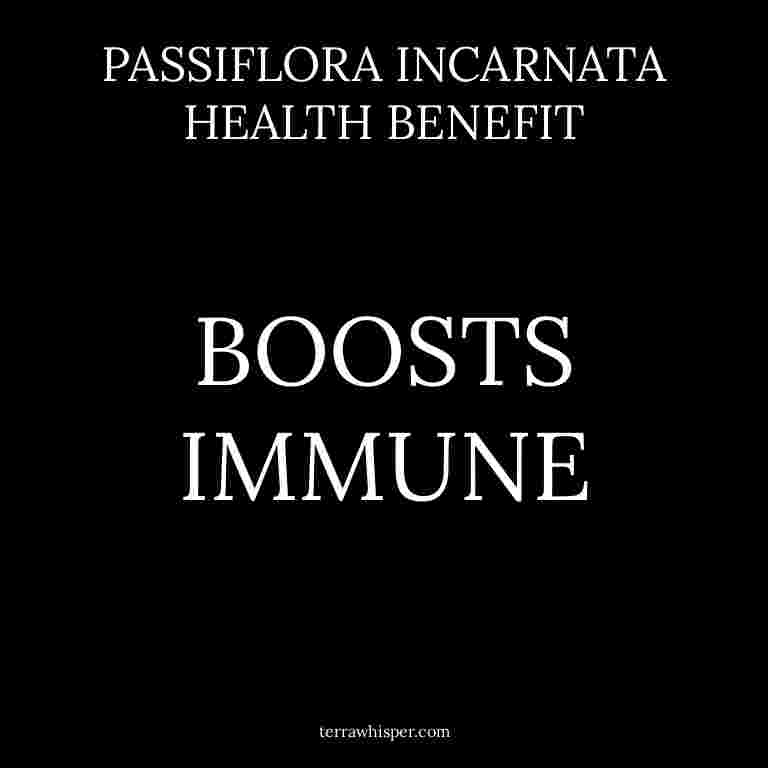 PASSIFLORA INCARNATA
HEALTH BENEFIT
BOOSTS
IMMUNE
terrawhisper.com